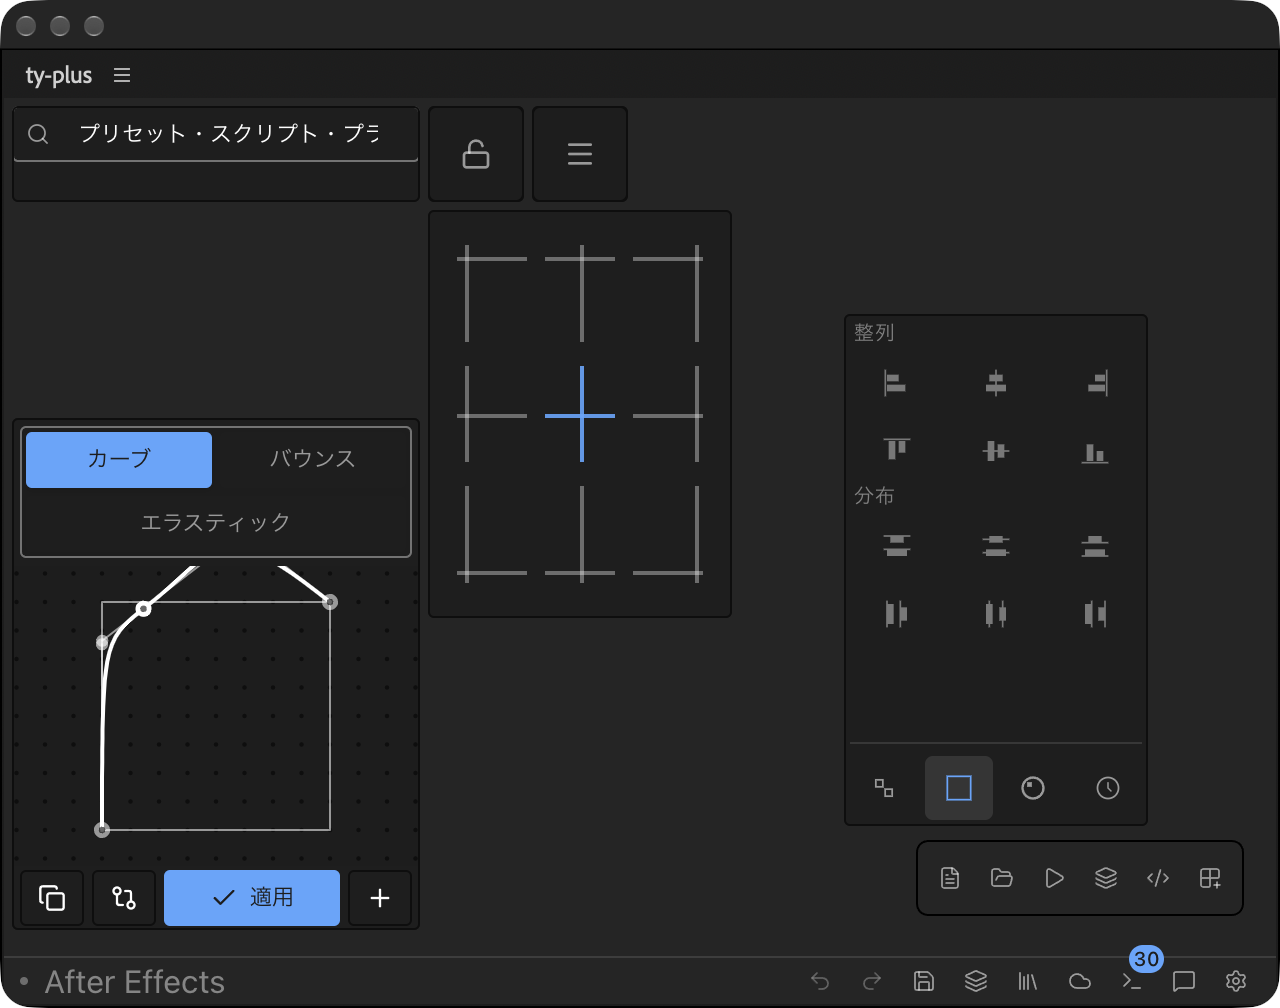 ty-plus
プリセット・スクリプト・プラ
整列
カーブ
バウンス
エラスティック
分布
適用
30
After Effects